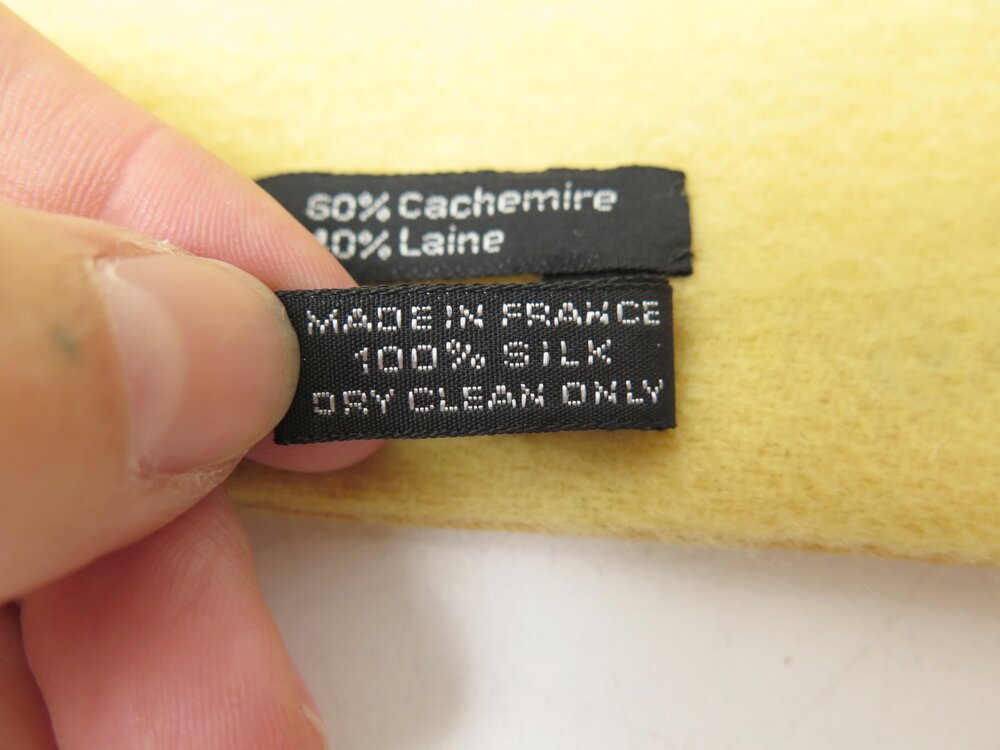 60% Cachemire
40% Laine
MADE IN FRANCE
100% SILK
DRY CLEAN ONLY